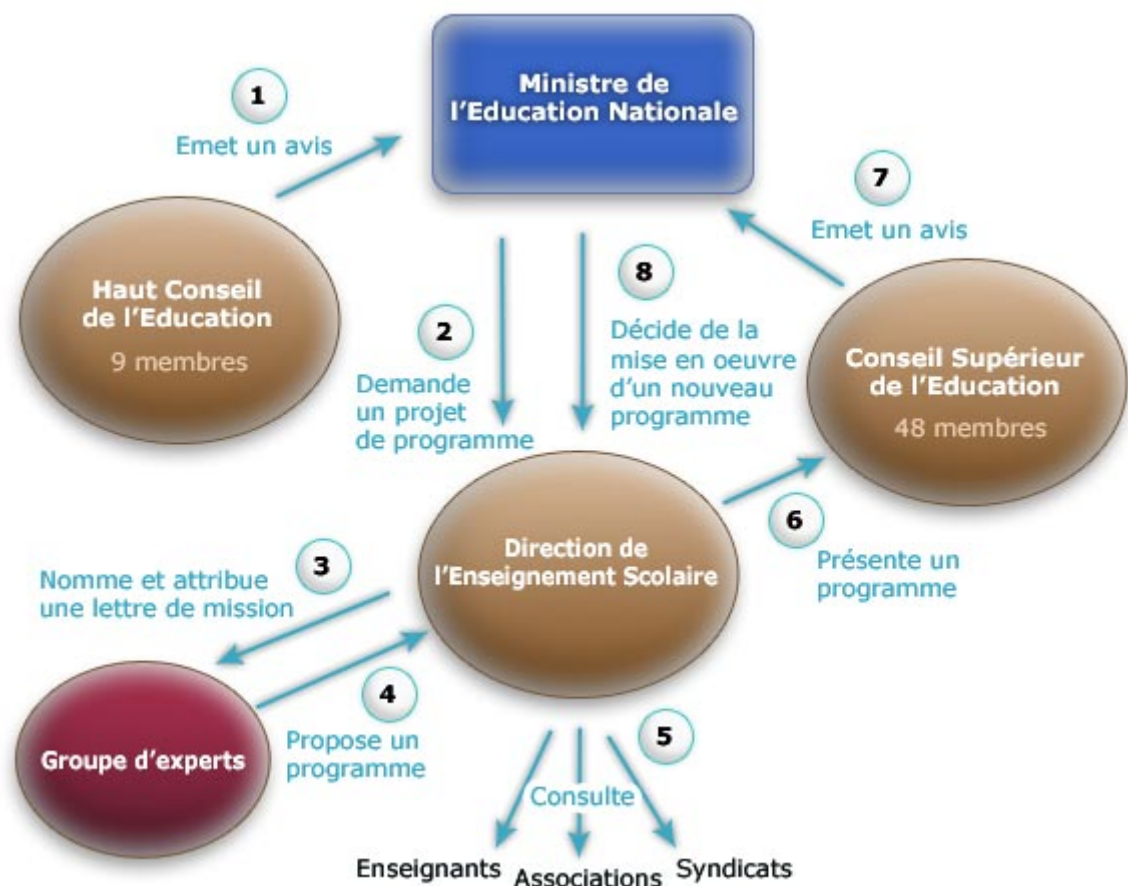 Ministre de
l'Education Nationale
1
Emet un avis
7
Emet un avis
Haut Conseil
de l'Education
9 membres
2
Demande
un projet
de programme
8
Décide de la
mise en oeuvre
d'un nouveau
programme
Conseil Supérieur
de l'Education
48 membres
Direction de
l'Enseignement Scolaire
6
Présente un
programme
3
Nomme et attribue
une lettre de mission
4
Propose un
programme
Groupe d'experts
5
Consulte
Enseignants
Associations
Syndicats